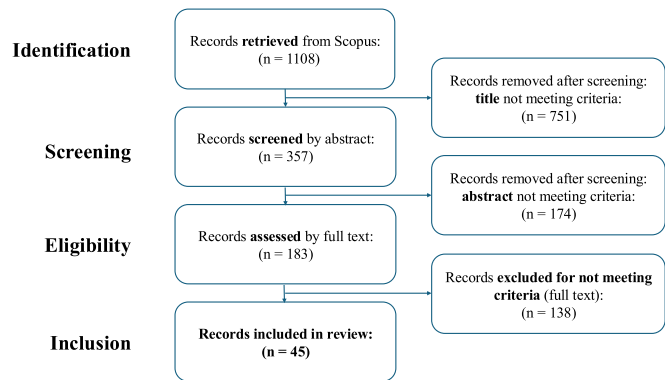 Identification
Records retrieved from Scopus:
(n = 1108)
Records removed after screening:
title not meeting criteria:
(n = 751)
Screening
Records screened by abstract:
(n = 357)
Records removed after screening:
abstract not meeting criteria:
(n = 174)
Eligibility
Records assessed by full text:
(n = 183)
Records excluded for not meeting
criteria (full text):
(n = 138)
Inclusion
Records included in review:
(n = 45)